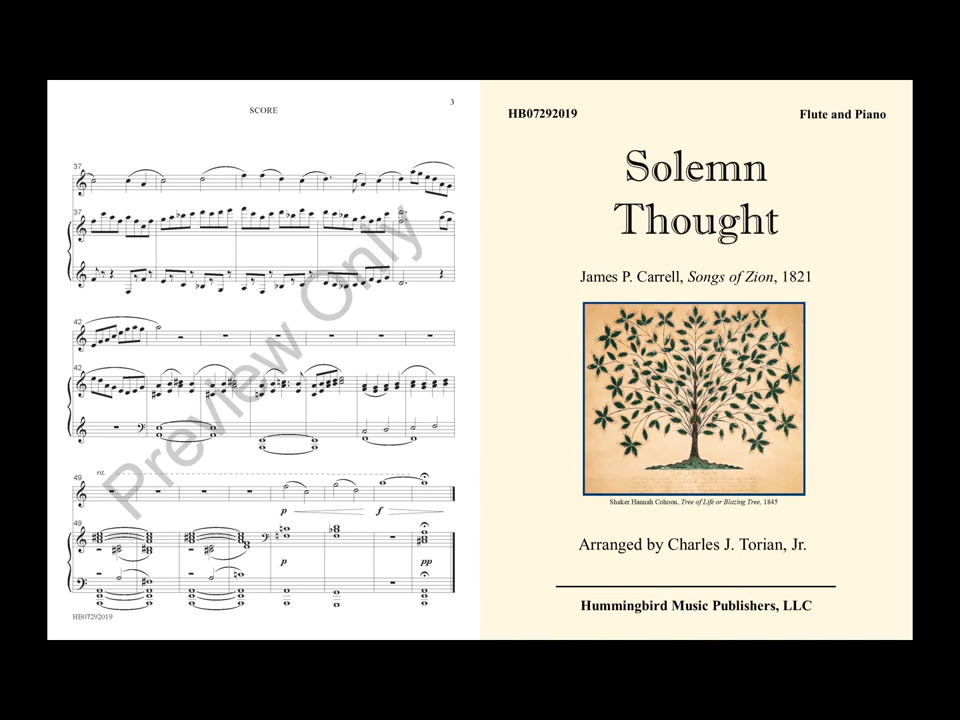 SCORE
3
37
37
42
42
49
rit.
p
f
49
p
pp
HB07292019
Preview Only
HB07292019
Flute and Piano
Solemn
Thought
James P. Carrell, Songs of Zion, 1821
Shaker Hannah Cohoon, Tree of Life or Blazing Tree, 1845
Arranged by Charles J. Torian, Jr.
Hummingbird Music Publishers, LLC